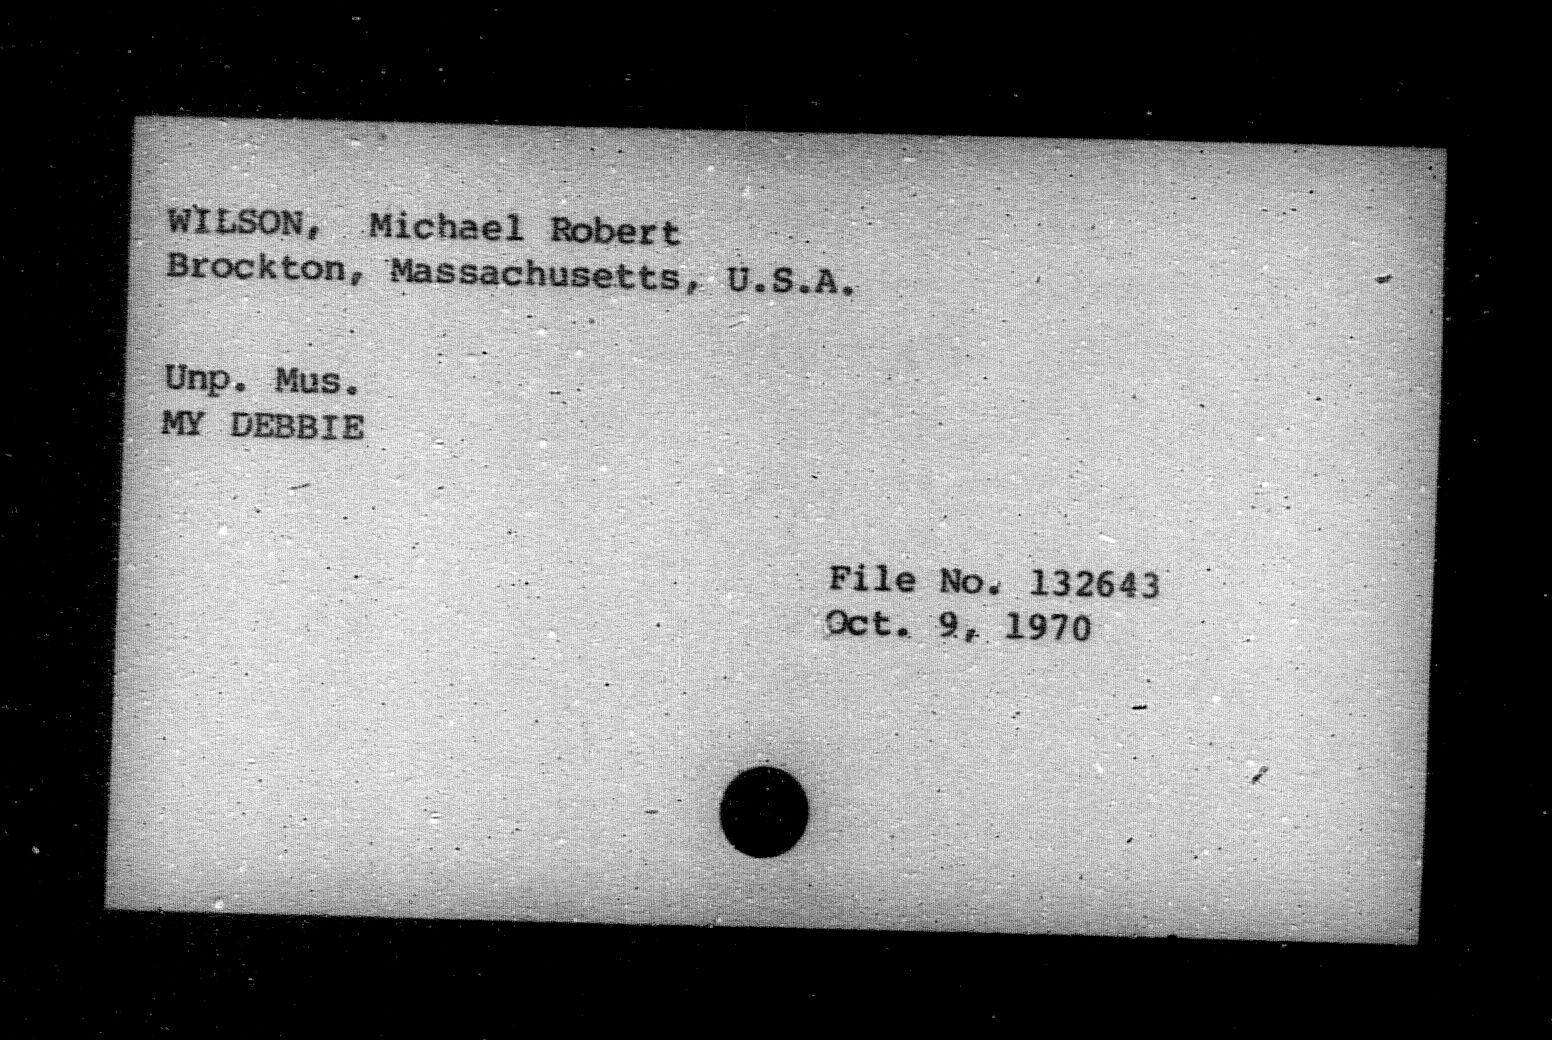 WILSON, Michael Robert
Brockton, Massachusetts, U.S.A.
Unp. Mus.
MY DEBBIE
File No. 132643
Oct. 9, 1970